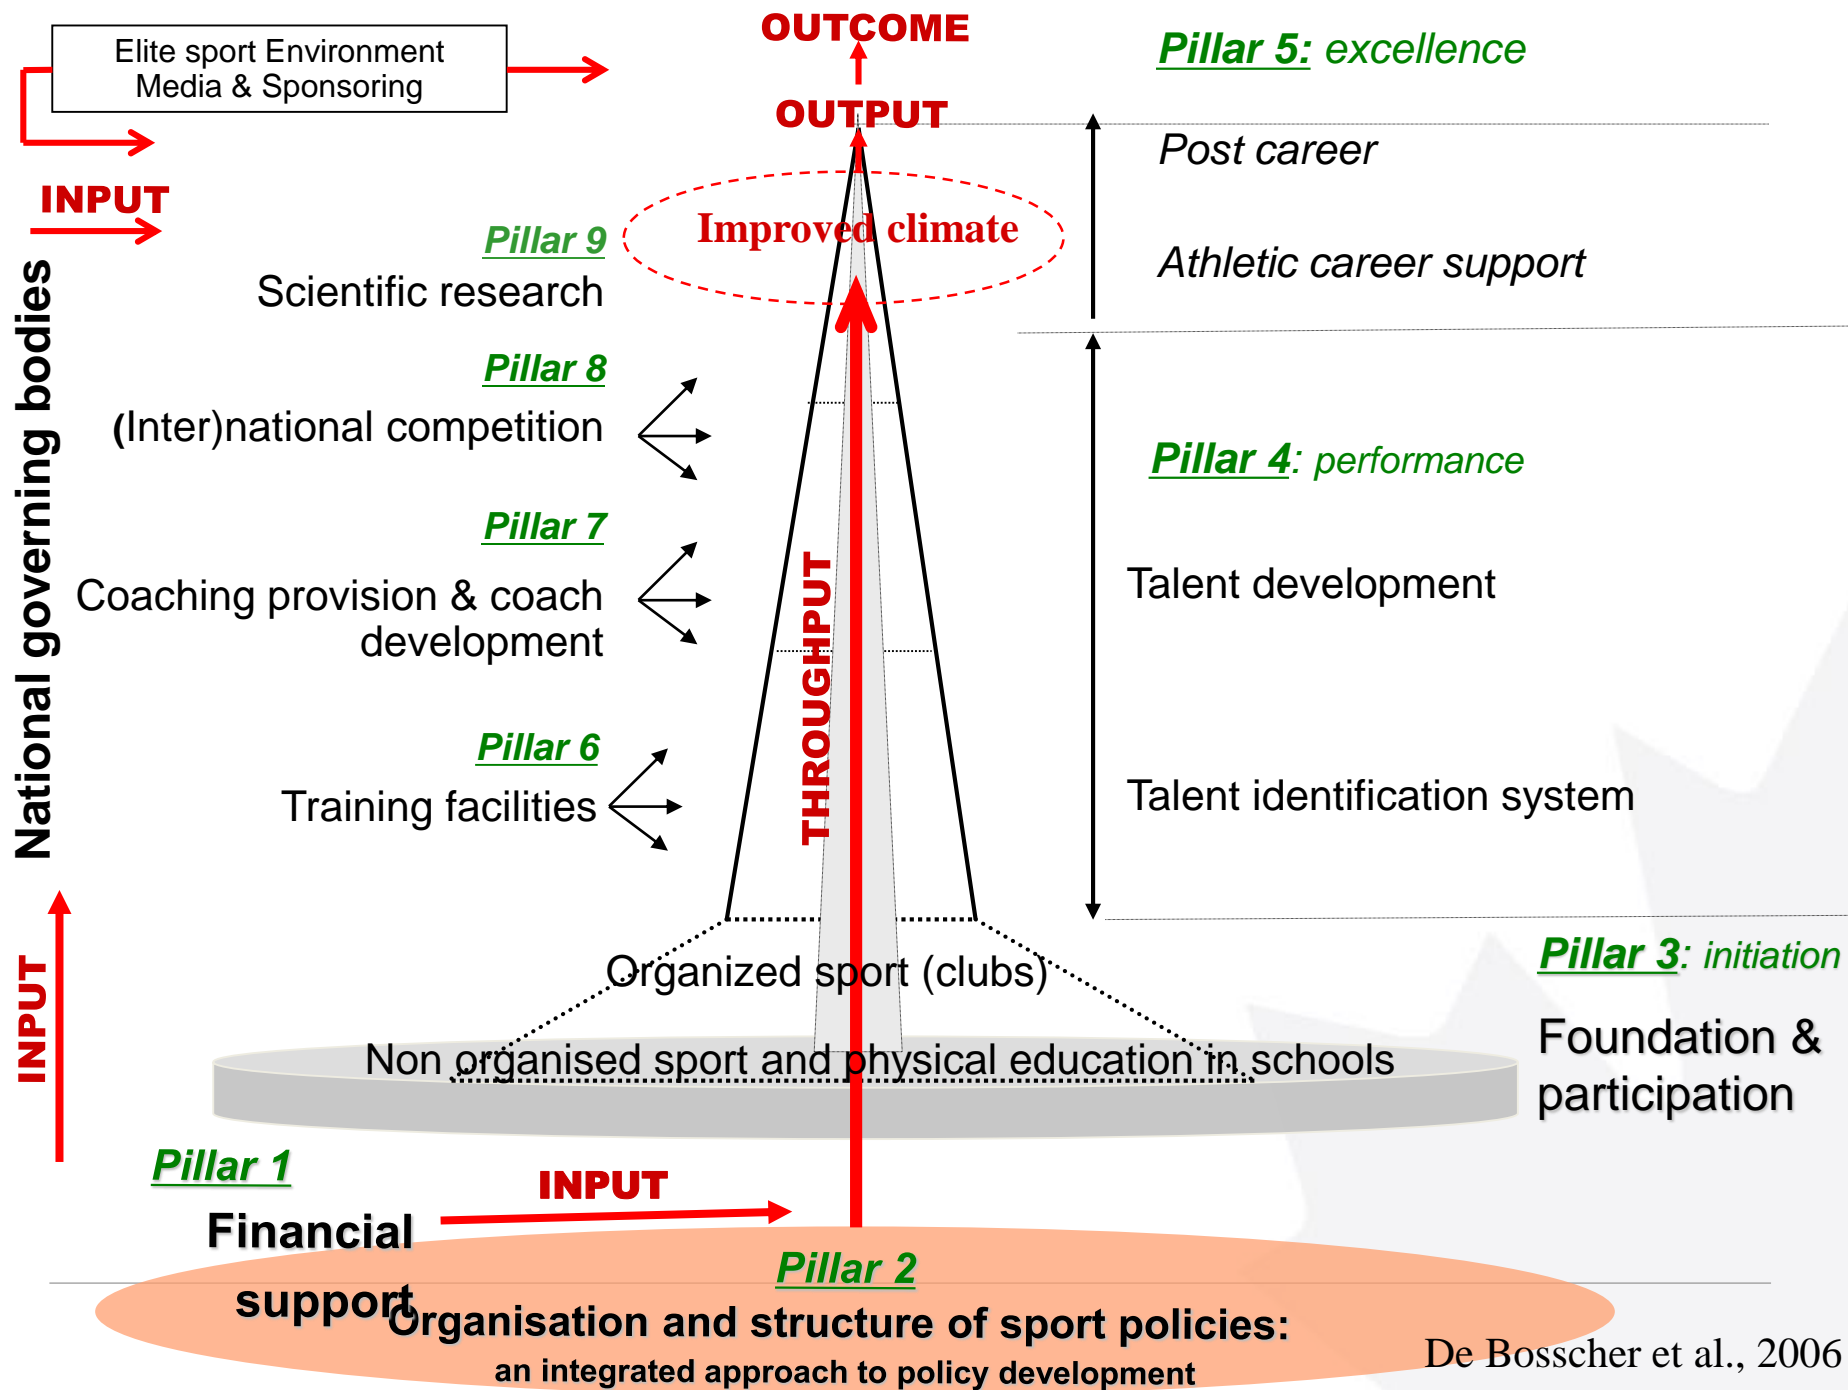 Elite sport Environment
Media & Sponsoring
OUTCOME
OUTPUT
Pillar 5: excellence
Post career
INPUT
Improved climate
Pillar 9
Scientific research
Athletic career support
National governing bodies
Pillar 8
(Inter)national competition
Pillar 4: performance
Pillar 7
Coaching provision & coach
development
THROUGHPUT
Talent development
Pillar 6
Training facilities
Talent identification system
INPUT
Organized sport (clubs)
Pillar 3: initiation
Non organised sport and physical education in schools
Foundation &
participation
Pillar 1
INPUT
Financial
support
Pillar 2
Organisation and structure of sport policies:
an integrated approach to policy development
De Bosscher et al., 2006